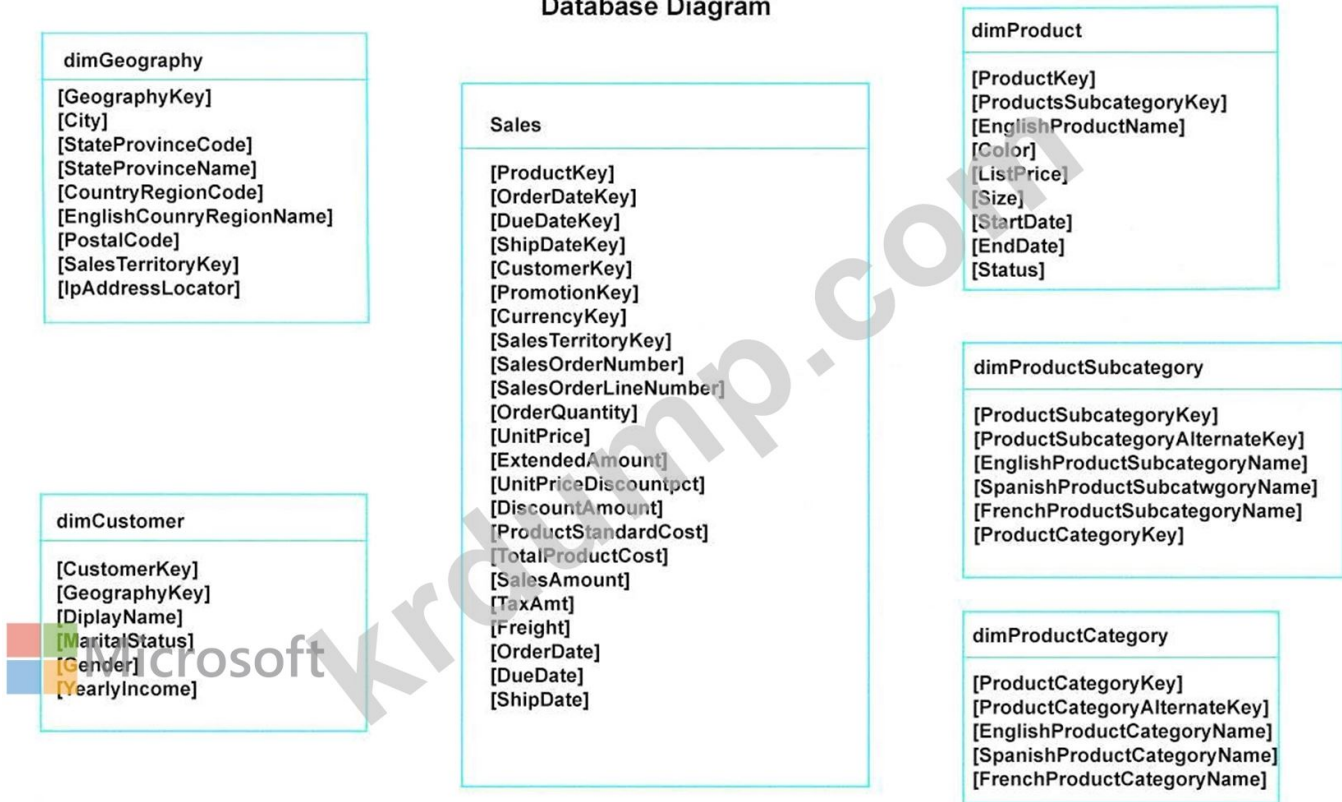 Database Diagram
dimGeography
[GeographyKey]
[City]
[StateProvinceCode]
[StateProvinceName]
[CountryRegionCode]
[EnglishCounryRegionName]
[PostalCode]
[SalesTerritoryKey]
[IpAddressLocator]
dimCustomer
[CustomerKey]
[GeographyKey]
[DiplayName]
[MaritalStatus]
[Gender]
[YearlyIncome]
Microsoft
Sales
[ProductKey]
[OrderDateKey]
[DueDateKey]
[ShipDateKey]
[CustomerKey]
[PromotionKey]
[CurrencyKey]
[SalesTerritoryKey]
[SalesOrderNumber]
[SalesOrderLineNumber]
[OrderQuantity]
[UnitPrice]
[ExtendedAmount]
[UnitPriceDiscountpct]
[DiscountAmount]
[ProductStandardCost]
[TotalProductCost]
[SalesAmount]
[TaxAmt]
[Freight]
[OrderDate]
[DueDate]
[ShipDate]
dimProduct
[ProductKey]
[ProductsSubcategoryKey]
[EnglishProductName]
[Color]
[ListPrice]
[Size]
[StartDate]
[EndDate]
[Status]
dimProductSubcategory
[ProductSubcategoryKey]
[ProductSubcategoryAlternateKey]
[EnglishProductSubcategoryName]
[SpanishProductSubcatwgoryName]
[FrenchProductSubcategoryName]
[ProductCategoryKey]
dimProductCategory
[ProductCategoryKey]
[ProductCategoryAlternateKey]
[EnglishProductCategoryName]
[SpanishProductCategoryName]
[FrenchProductCategoryName]
krdump.com